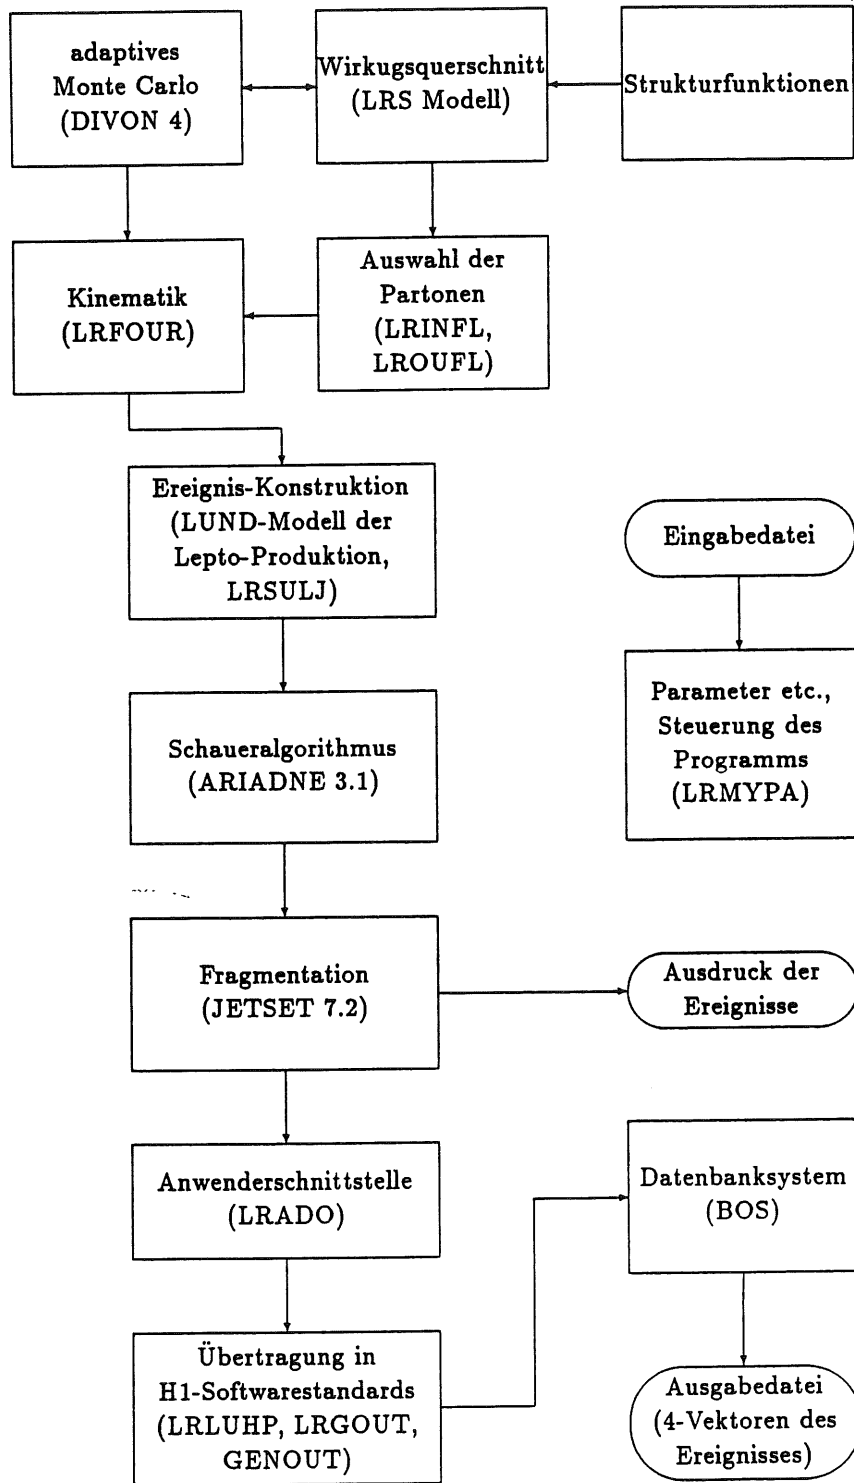 adaptives
Monte Carlo
(DIVON 4)
Wirkugsquerschnitt
(LRS Modell)
Strukturfunktionen
Kinematik
(LRFOUR)
Auswahl der
Partonen
(LRINFL,
LROUFL)
Ereignis-Konstruktion
(LUND-Modell der
Lepto-Produktion,
LRSULJ)
Eingabedatei
Parameter etc.,
Steuerung des
Programms
(LRMYPA)
Schaueralgorithmus
(ARIADNE 3.1)
Fragmentation
(JETSET 7.2)
Ausdruck der
Ereignisse
Anwenderschnittstelle
(LRADO)
Datenbanksystem
(BOS)
Übertragung in
H1-Softwarestandards
(LRLUHP, LRGOUT,
GENOUT)
Ausgabedatei
(4-Vektoren des
Ereignisses)